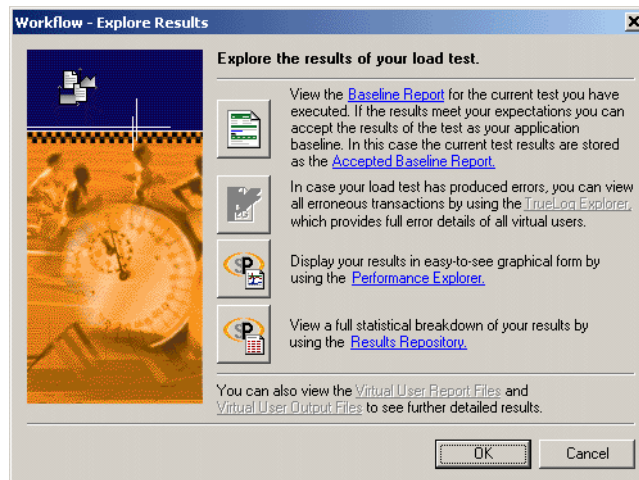 Workflow - Explore Results
Explore the results of your load test.
View the Baseline Report for the current test you have
executed. If the results meet your expectations you can
accept the results of the test as your application
baseline. In this case the current test results are stored
as the Accepted Baseline Report.
In case your load test has produced errors, you can view
all erroneous transactions by using the TrueLog Explorer,
which provides full error details of all virtual users.
Display your results in easy-to-see graphical form by
using the Performance Explorer.
View a full statistical breakdown of your results by
using the Results Repository.
You can also view the Virtual User Report Files and
Virtual User Output Files to see further detailed results.
OK
Cancel